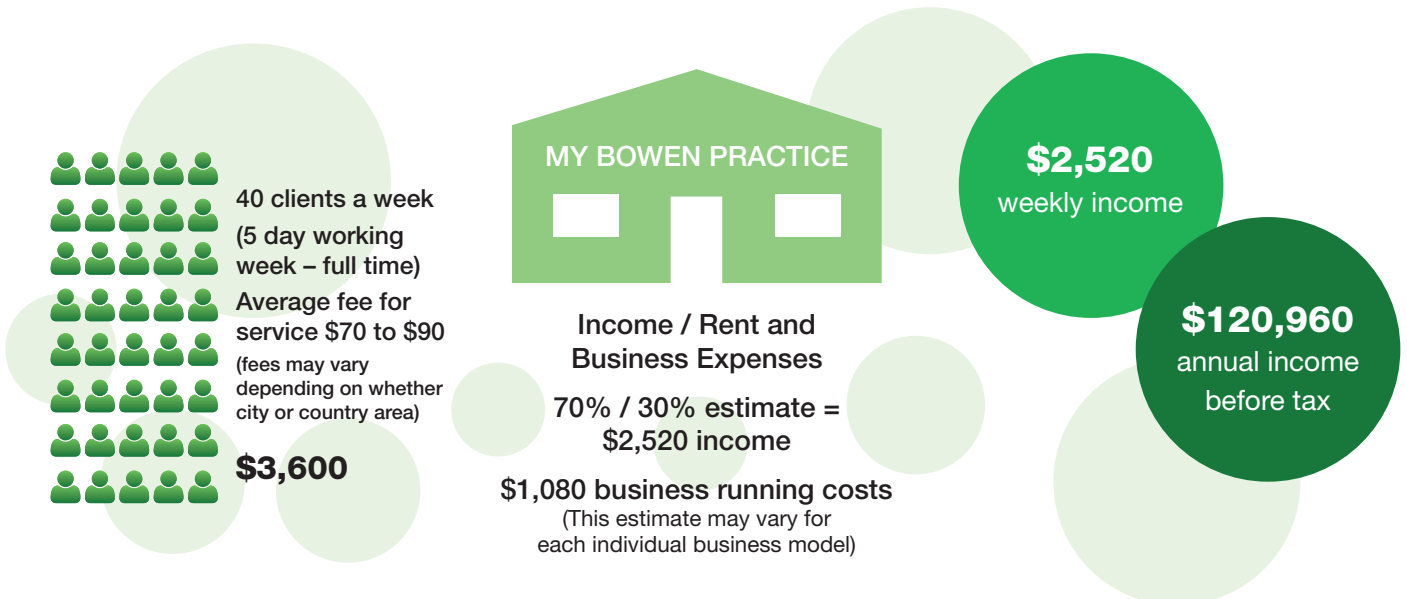 40 clients a week
(5 day working
week – full time)
Average fee for
service $70 to $90
(fees may vary
depending on whether
city or country area)
$3,600
MY BOWEN PRACTICE
Income / Rent and
Business Expenses
70% / 30% estimate =
$2,520 income
$1,080 business running costs
(This estimate may vary for
each individual business model)
$2,520
weekly income
$120,960
annual income
before tax